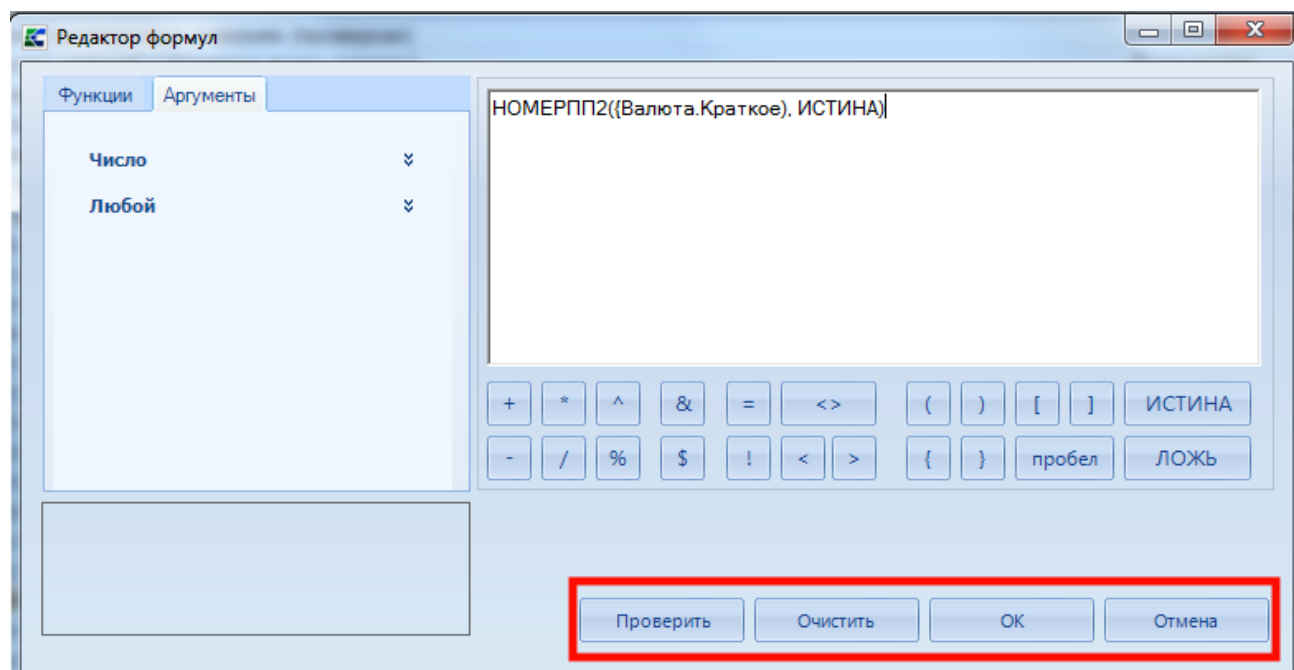 Редактор формул
Функции Аргументы
Число
Любой
НОМЕРПП2({Валюта.Краткое), ИСТИНА)
+ * ^ & = <> ( ) [ ] ИСТИНА
- / % $ ! < > { } пробел ЛОЖЬ
Проверить Очистить ОК Отмена